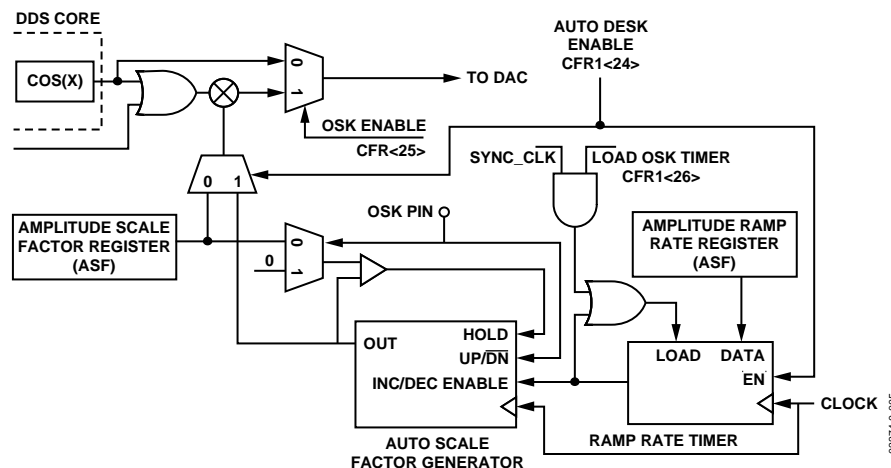 DDS CORE
COS(X)
0
1
TO DAC
AUTO DESK
ENABLE
CFR1<24>
OSK ENABLE
CFR<25>
SYNC_CLK
LOAD OSK TIMER
CFR1<26>
0 1
OSK PIN
AMPLITUDE SCALE
FACTOR REGISTER
(ASF)
0
1
0
AMPLITUDE RAMP
RATE REGISTER
(ASF)
OUT
HOLD
UP/DN
INC/DEC ENABLE
LOAD
DATA
EN
CLOCK
RAMP RATE TIMER
AUTO SCALE
FACTOR GENERATOR